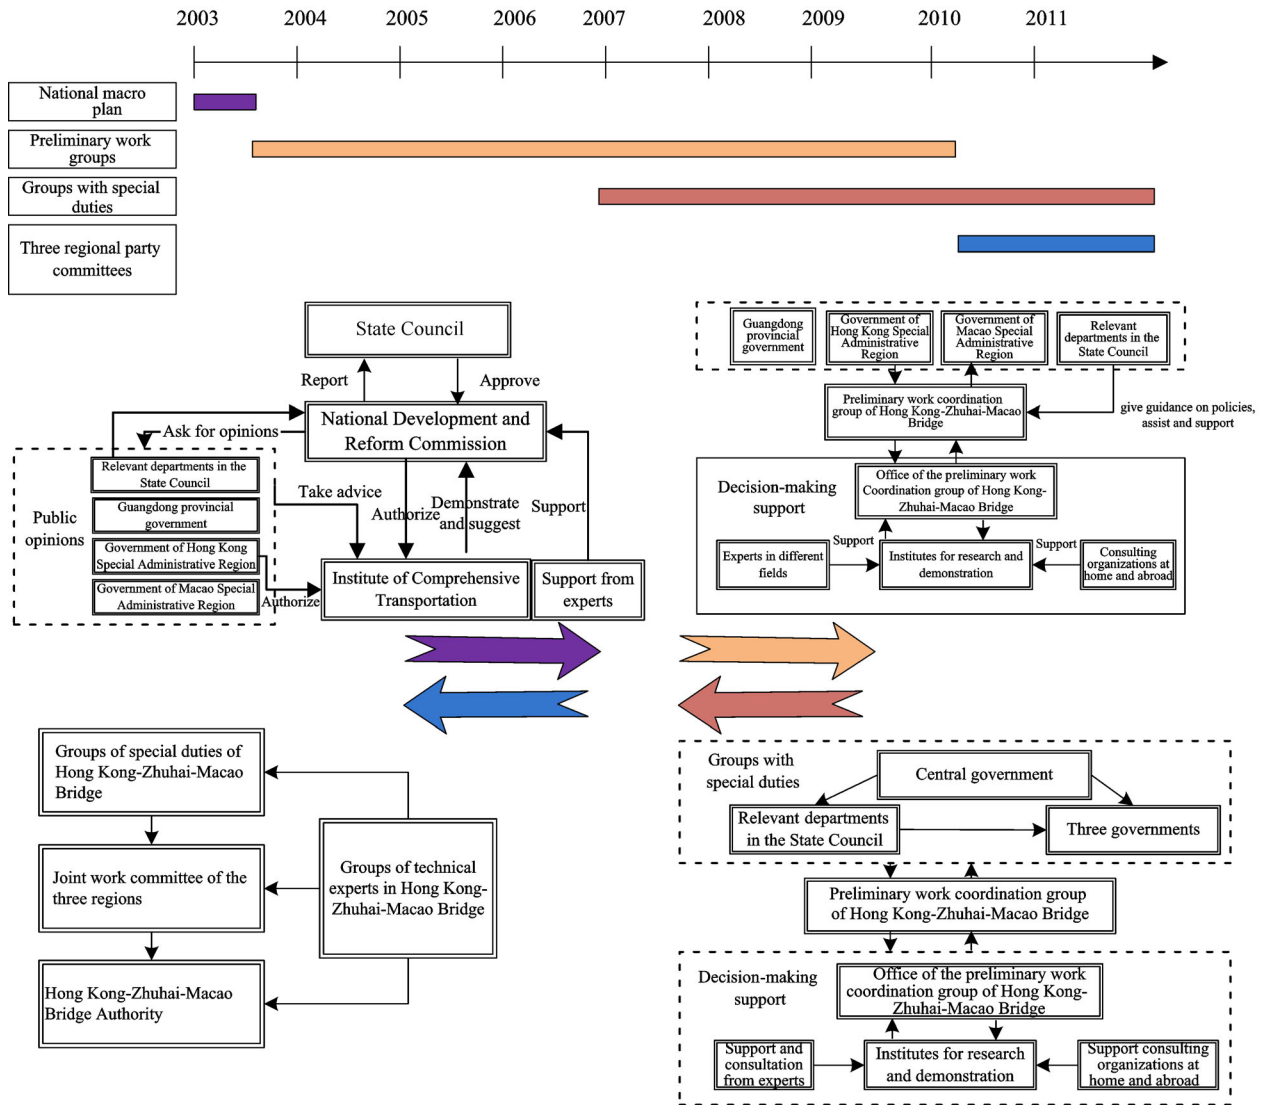 2003 2004 2005 2006 2007 2008 2009 2010 2011
National macro
plan
Preliminary work
groups
Groups with special
duties
Three regional party
committees
State Council
Report
Approve
National Development and
Reform Commission
Ask for opinions
Public
opinions
Relevant departments in the
State Council
Guangdong provincial
government
Government of Hong Kong
Special Administrative Region
Government of Macao Special
Administrative Region
Take advice
Authorize
Demonstrate
and suggest
Support
Authorize
Institute of Comprehensive
Transportation
Support from
experts
Guangdong
provincial
government
Government of
Hong Kong Special
Administrative
Region
Government of
Macao Special
Administrative
Region
Relevant
departments in the
State Council
Preliminary work coordination
group of Hong Kong-Zhuhai-Macao
Bridge
give guidance on policies,
assist and support
Decision-making
support
Office of the preliminary work
Coordination group of Hong Kong-
Zhuhai-Macao Bridge
Support
Support
Experts in different
fields
Institutes for research and
demonstration
Consulting
organizations at
home and abroad
Groups of special duties of
Hong Kong-Zhuhai-Macao
Bridge
Joint work committee of the
three regions
Hong Kong-Zhuhai-Macao
Bridge Authority
Groups of technical
experts in Hong Kong-
Zhuhai-Macao Bridge
Groups with
special duties
Central government
Relevant departments
in the State Council
Three governments
Preliminary work coordination group
of Hong Kong-Zhuhai-Macao Bridge
Decision-making
support
Office of the preliminary work
coordination group of Hong Kong-
Zhuhai-Macao Bridge
Support and
consultation
from experts
Institutes for research
and demonstration
Support consulting
organizations at
home and abroad